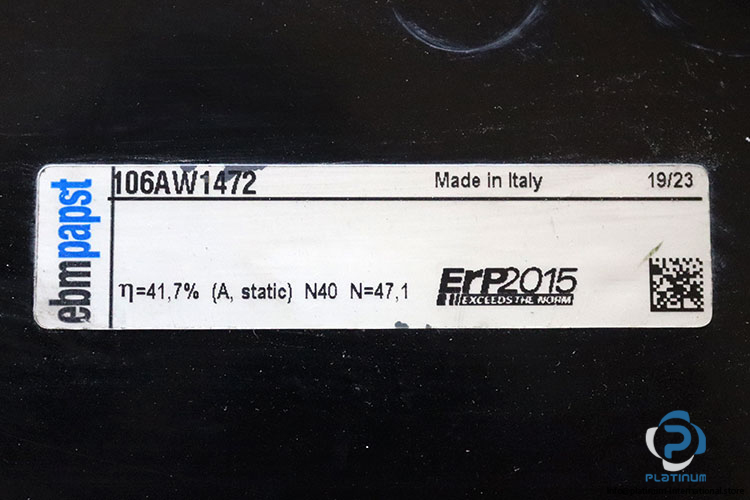 ebmpapst
106AW1472 Made in Italy 19/23
η=41,7% (A, static) N40 N=47,1
ErP2015
EXCEEDS THE NORM
PLATINUM